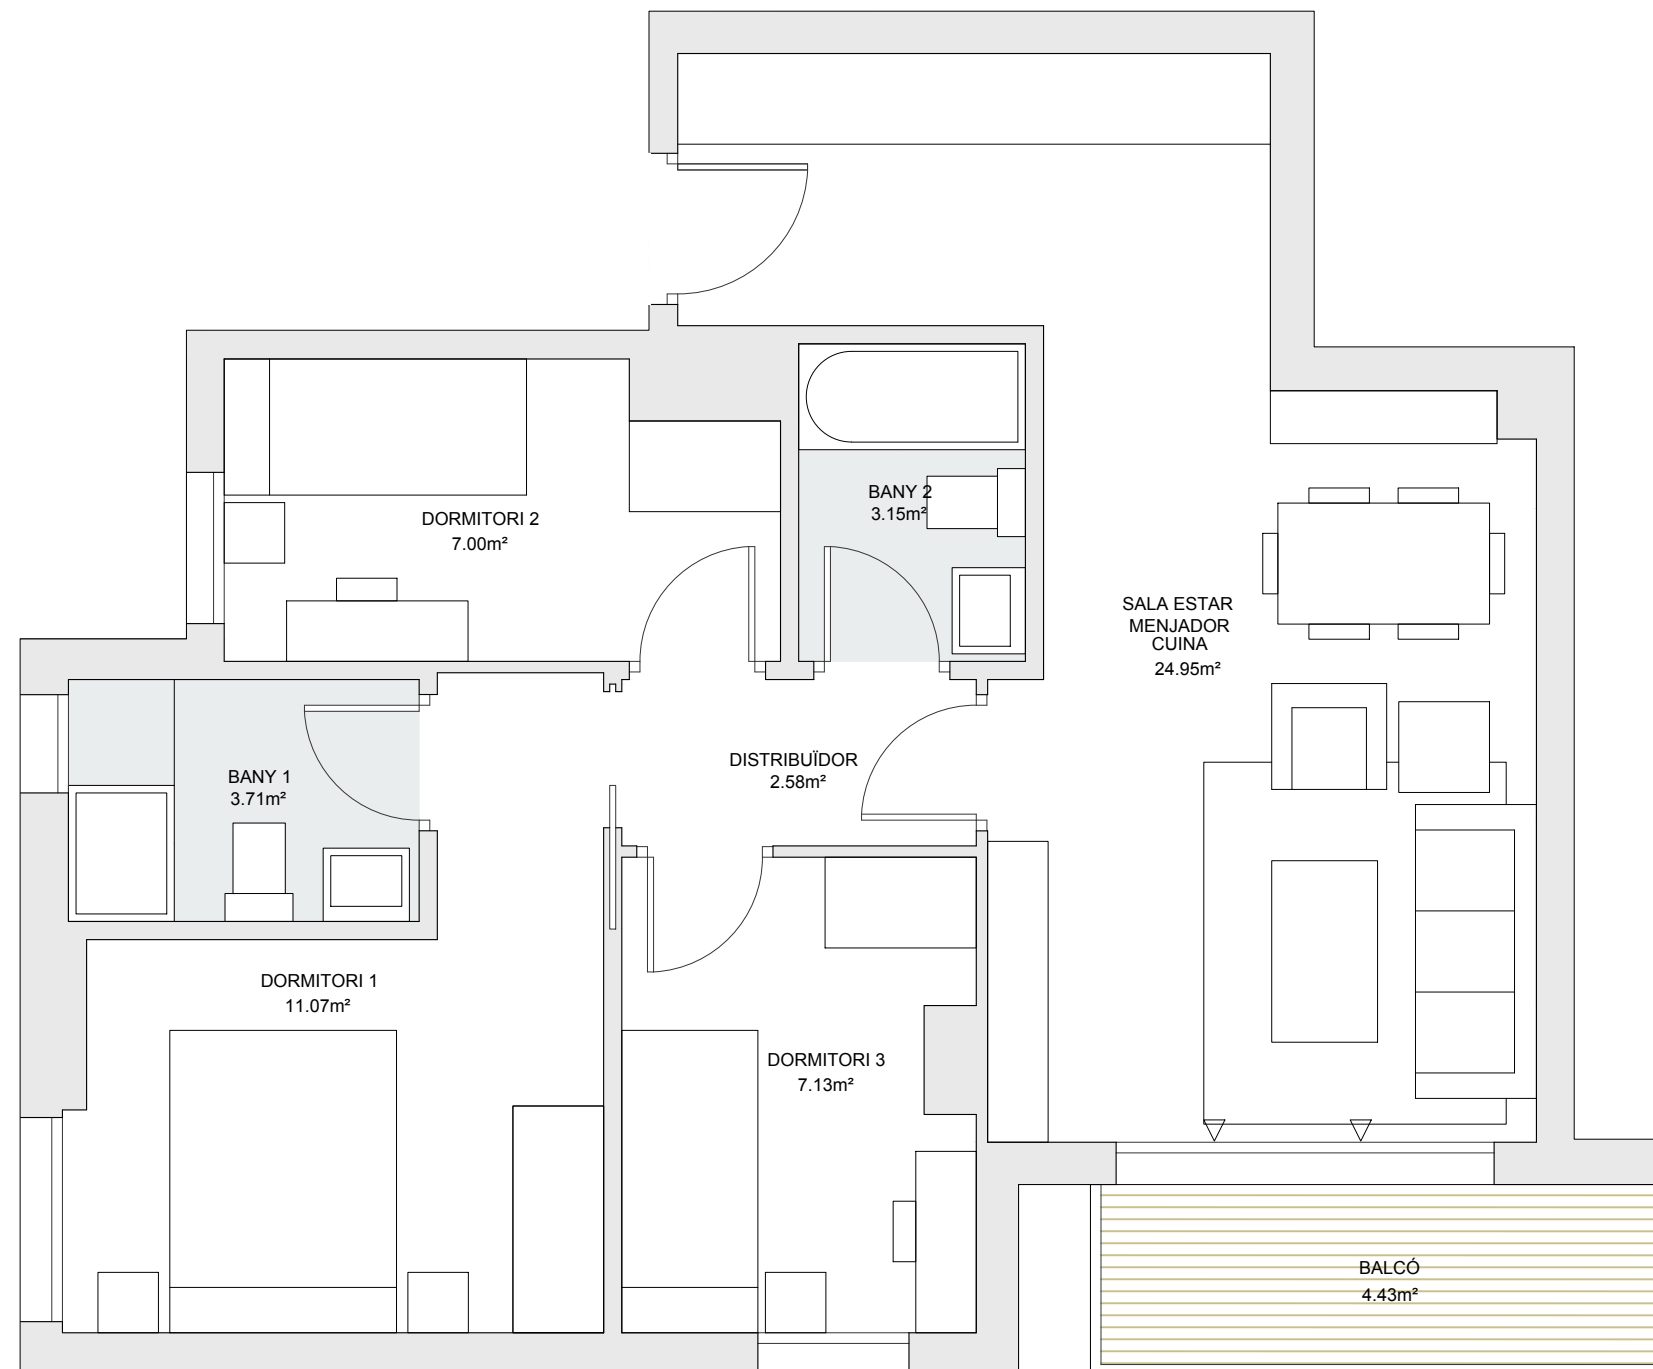 DORMITORI 2
7.00m²
BANY 2
3.15m²
SALA ESTAR
MENJADOR
CUINA
24.95m²
BANY 1
3.71m²
DISTRIBUÏDOR
2.58m²
DORMITORI 1
11.07m²
DORMITORI 3
7.13m²
BALCÓ
4.43m²